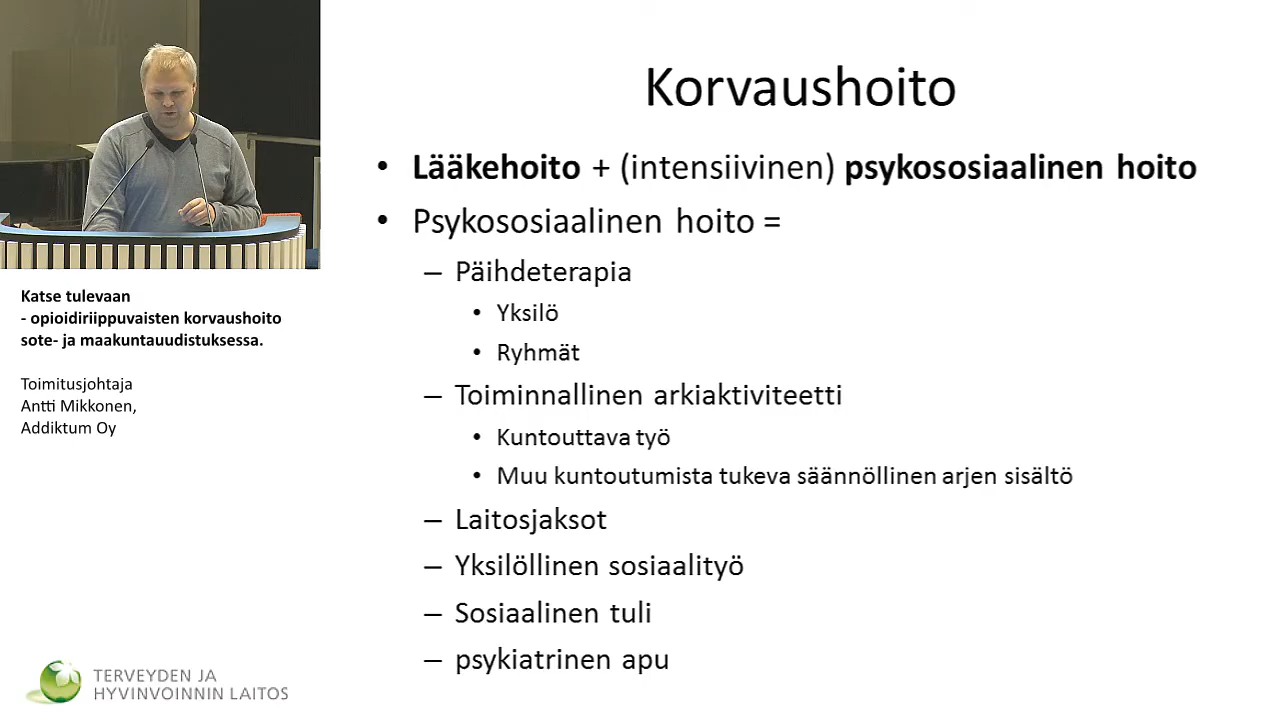 Korvaushoito
• Lääkehoito + (intensiivinen) psykososiaalinen hoito
• Psykososiaalinen hoito =
– Päihdeterapia
• Yksilö
• Ryhmät
– Toiminnallinen arkiaktiviteetti
• Kuntouttava työ
• Muu kuntoutumista tukeva säännöllinen arjen sisältö
– Laitosjaksot
– Yksilöllinen sosiaalityö
– Sosiaalinen tuli
– psykiatrinen apu
Katse tulevaan
- opioidiriippuvaisten korvaushoito
sote- ja maakuntauudistuksessa.
Toimitusjohtaja
Antti Mikkonen,
Addiktum Oy
TERVEYDEN JA
HYVINVOINNIN LAITOS